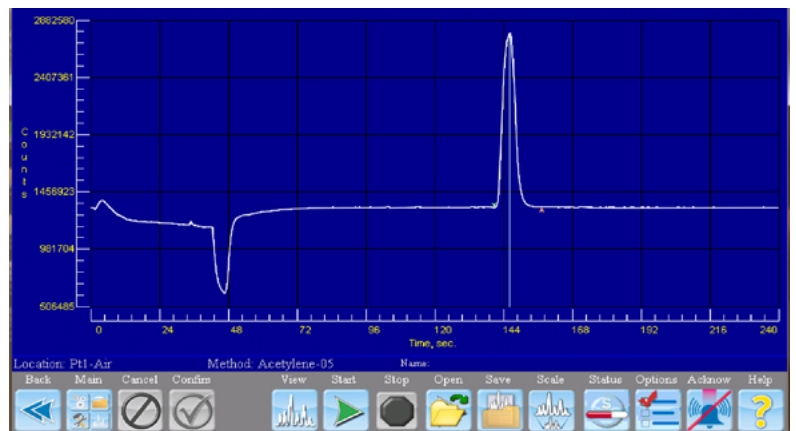 2882580
2407361
1932142
1456923
981704
506485
Counts
0 24 48 72 96 120 144 168 192 216 240
Time, sec.
Location: Pt1-Air Method: Acetylene-05 Name:
Back Main Cancel Confirm View Start Stop Open Save Scale Status Options Acknow Help
S
?